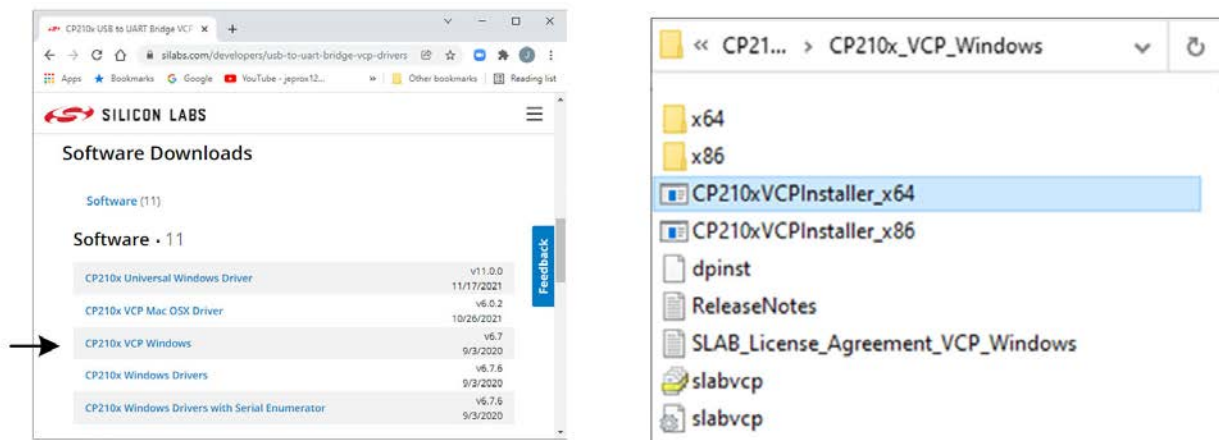 CP210x USB to UART Bridge VCP
silabs.com/developers/usb-to-uart-bridge-vcp-drivers
Apps Bookmarks Google YouTube - jeprox12... » Other bookmarks Reading list
SILICON LABS
Software Downloads
Software (11)
Software · 11
CP210x Universal Windows Driver v11.0.0
11/17/2021
CP210x VCP Mac OSX Driver v6.0.2
10/26/2021
CP210x VCP Windows v6.7
9/3/2020
CP210x Windows Drivers v6.7.6
9/3/2020
CP210x Windows Drivers with Serial Enumerator v6.7.6
9/3/2020
Feedback
« CP21... > CP210x_VCP_Windows
x64
x86
CP210xVCPInstaller_x64
CP210xVCPInstaller_x86
dpinst
ReleaseNotes
SLAB_License_Agreement_VCP_Windows
slabvcp
slabvcp